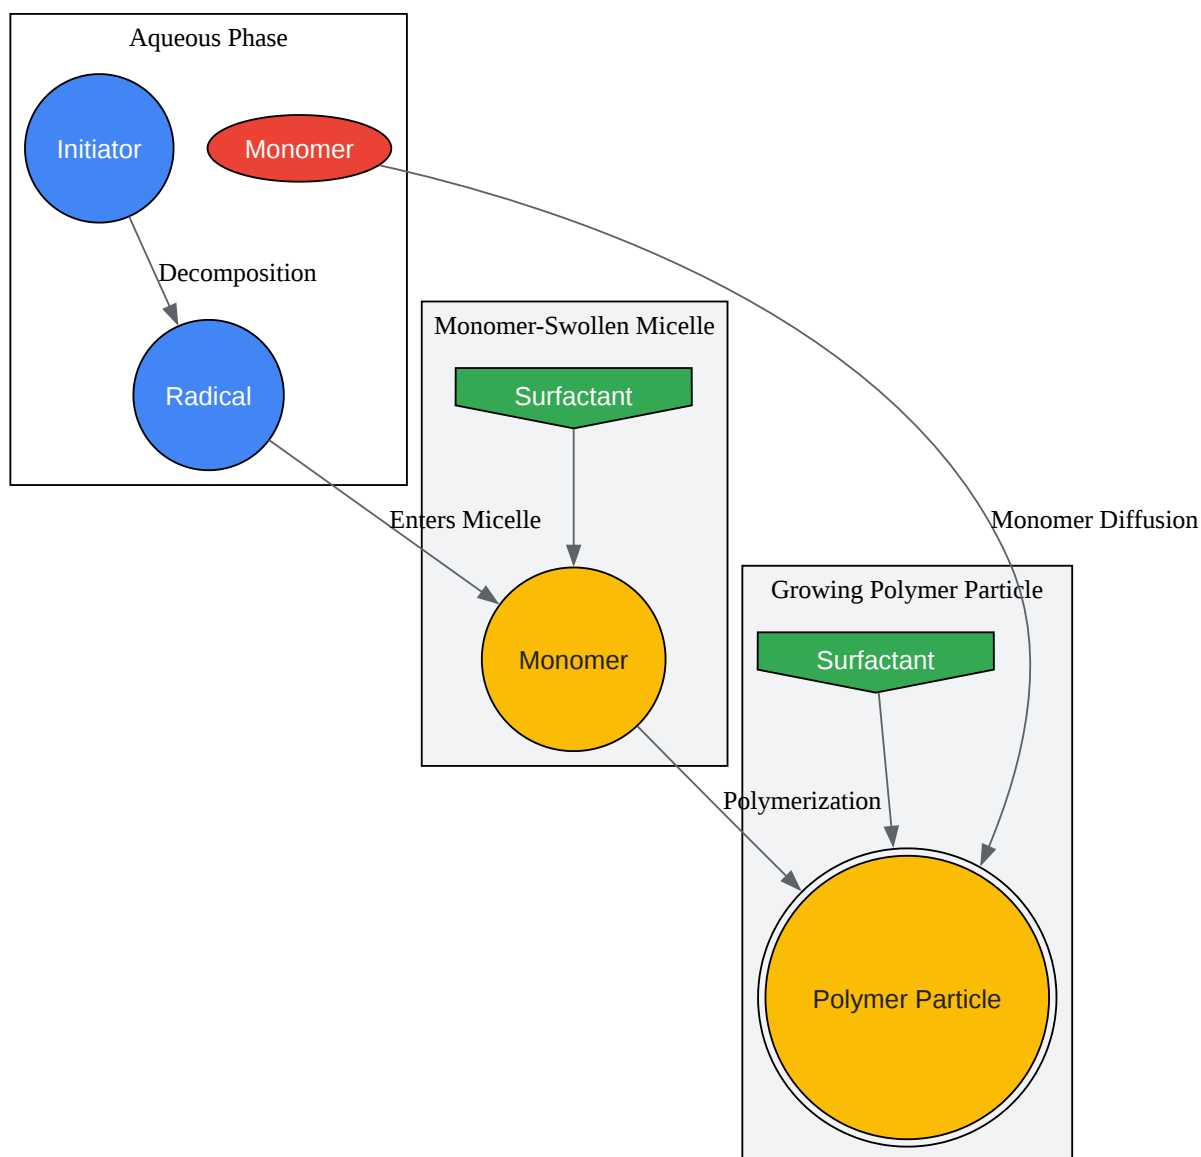 Aqueous Phase
Initiator
Monomer
Decomposition
Radical
Monomer-Swollen Micelle
Surfactant
Enters Micelle
Monomer
Monomer Diffusion
Growing Polymer Particle
Surfactant
Polymerization
Polymer Particle